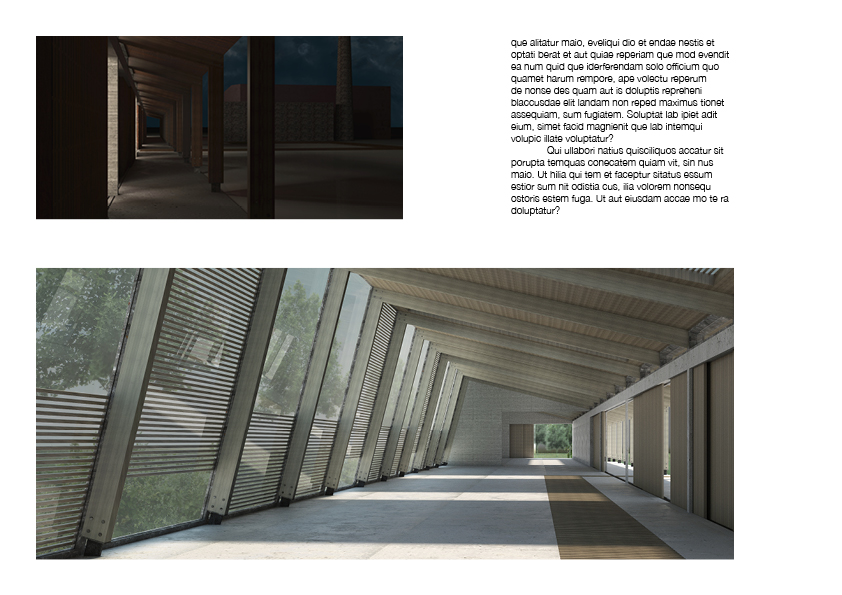 que alitatur maio, eveliqui dio et endae nestis et
optati berat et aut quiae reperiam que mod evendit
ea num quid que iderferendam solo officium quo
quamet harum rempore, ape volectu reperum
de nonse des quam aut is doluptis repreheni
blaccusdae elit landam non reped maximus tionet
assequiam, sum fugiatem. Soluptat lab ipiet adit
eium, simet facid magnienit que lab intemqui
volupic illate voluptatur?
Qui ullabori natius quisciliquos accatur sit
porupta temquas conecatem quiam vit, sin nus
maio. Ut hilia qui tem et faceptur sitatus essum
estior sum nit odistia cus, ilia volorem nonsequ
ostoris estem fuga. Ut aut eiusdam accae mo te ra
doluptatur?